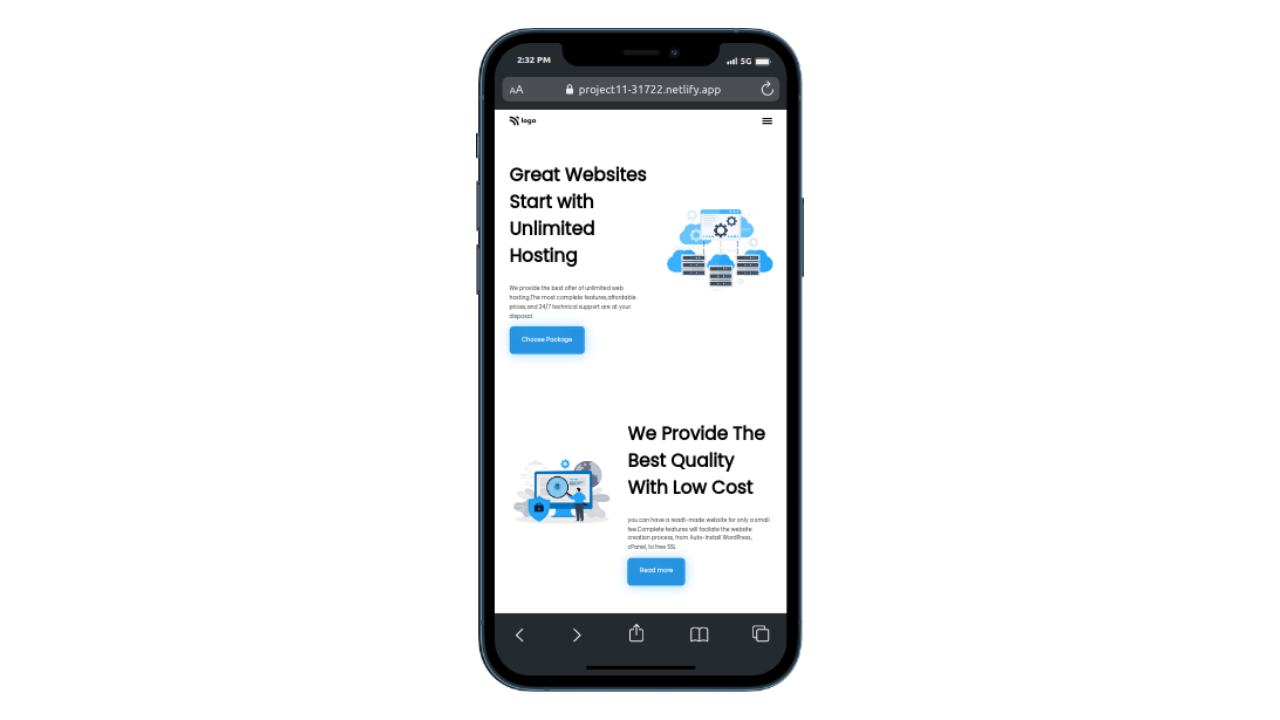 2:32 PM
5G
AA
project11-31722.netlify.app
logo
Great Websites
Start with
Unlimited
Hosting
We provide the best offer of unlimited web
hosting.The most complete features,affordable
prices,and 24/7 technical support are at your
disposal.
Choose Package
We Provide The
Best Quality
With Low Cost
you can have a readt-made website for only a small
fee.Complete features will facilate the website
creation process, from Auto-Install WordPress,
cPanel, to free SSL
Read more